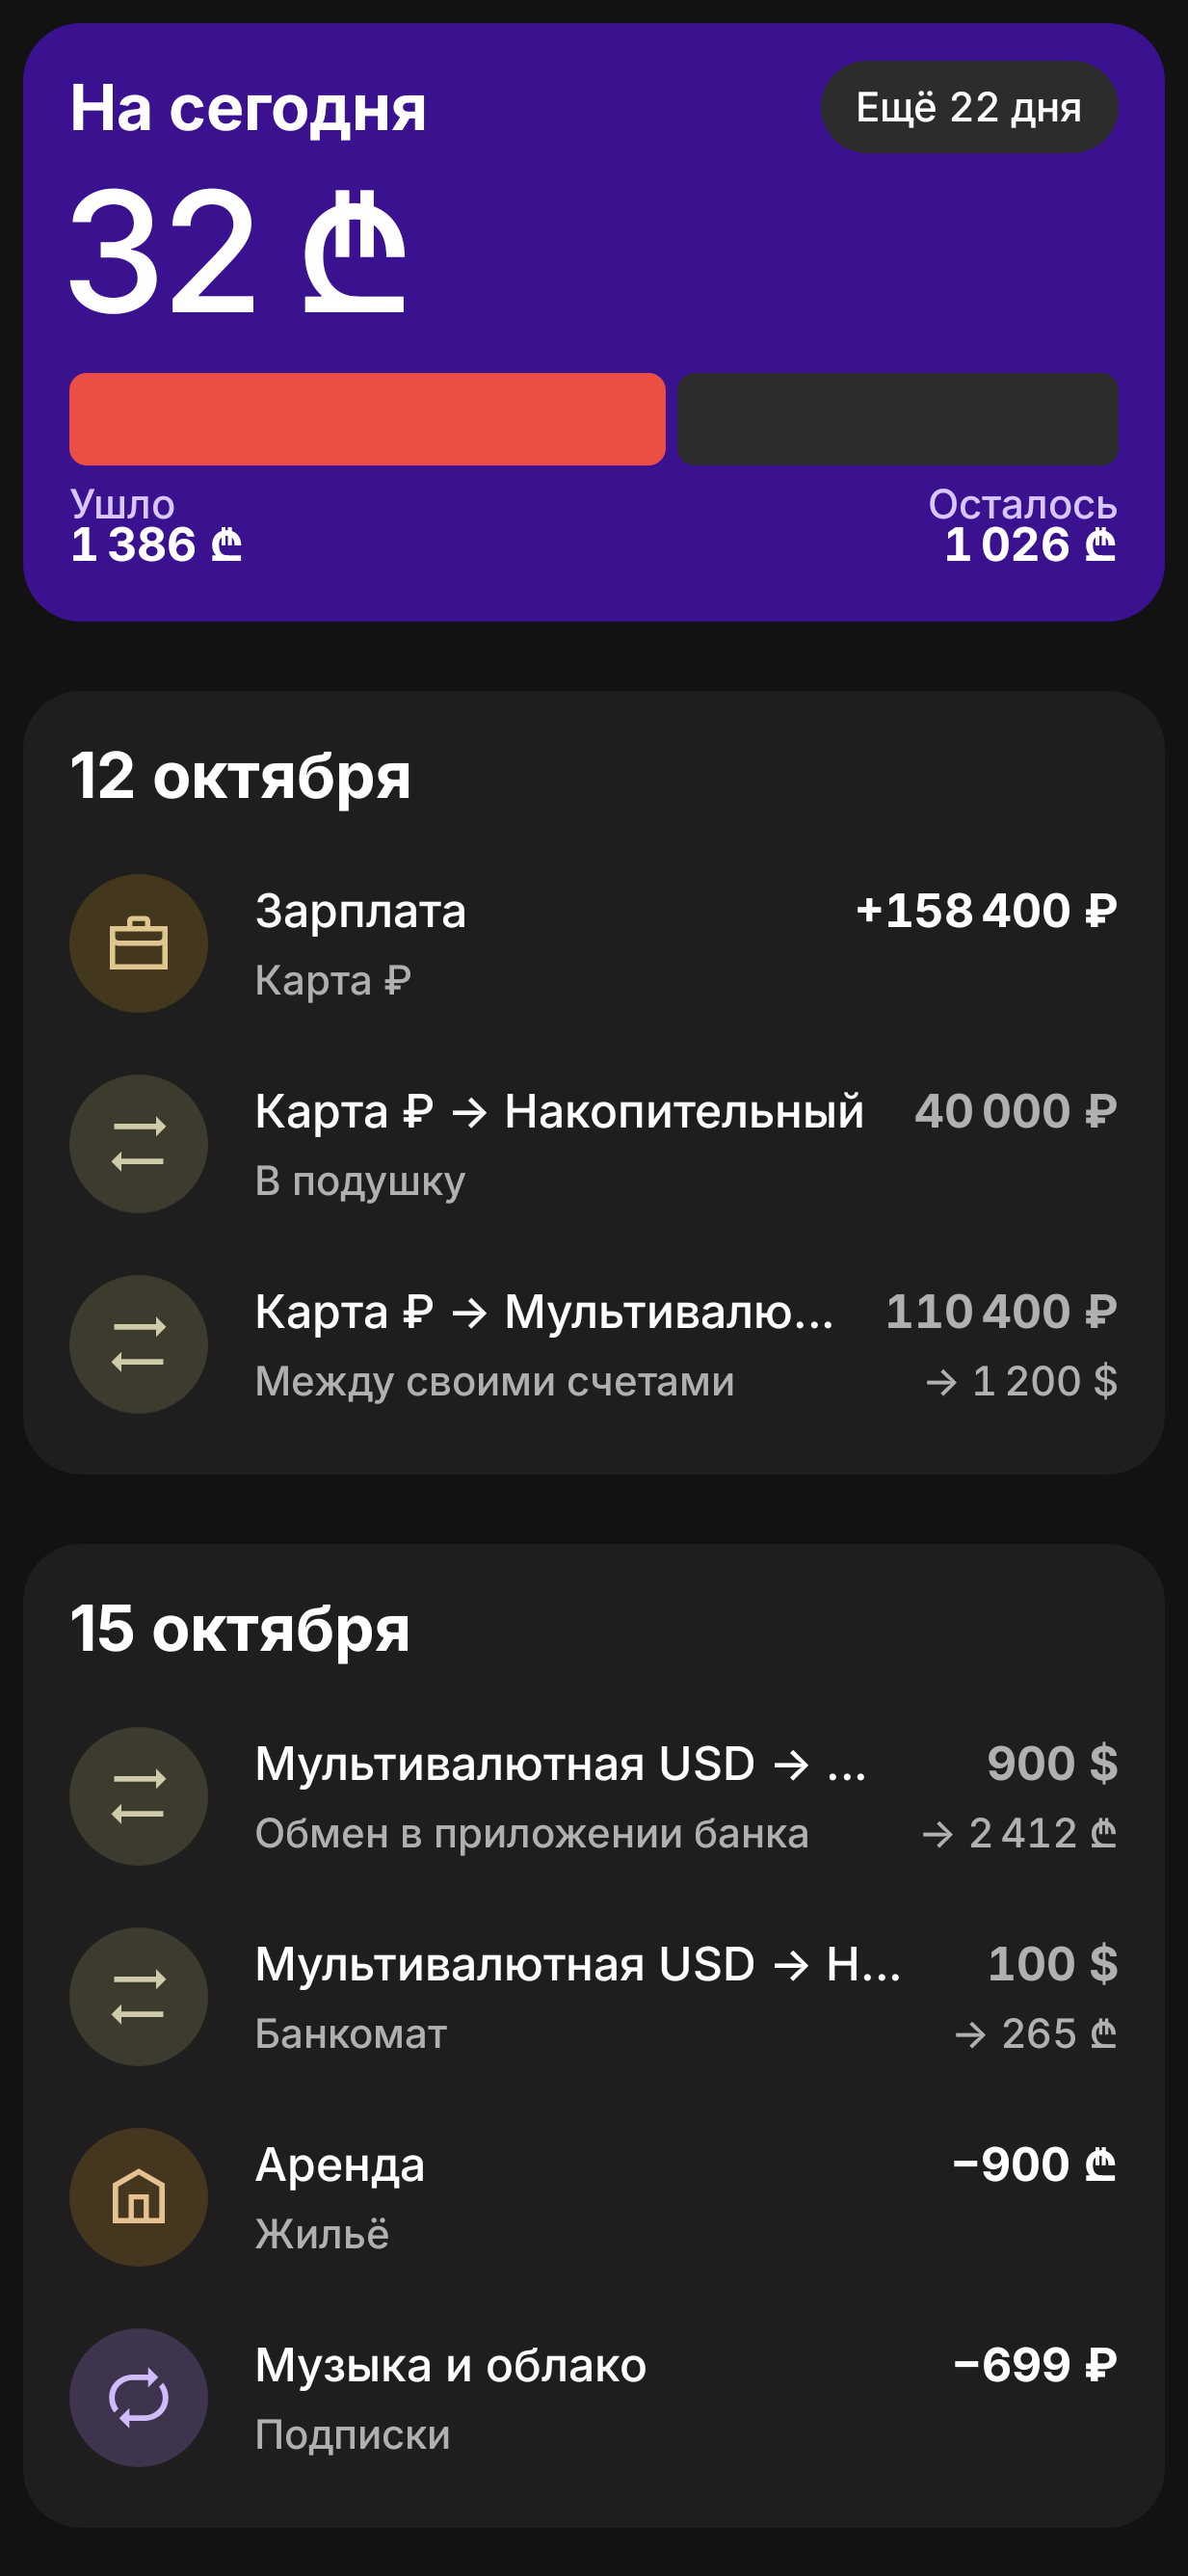 На сегодня
Ещё 22 дня
32 ₾
Ушло
Осталось
1 386 ₾
1 026 ₾
12 октября
Зарплата
+158 400 ₽
Карта ₽
Карта ₽ → Накопительный
40 000 ₽
В подушку
Карта ₽ → Мультивалю...
110 400 ₽
Между своими счетами
→ 1 200 $
15 октября
Мультивалютная USD → ...
900 $
Обмен в приложении банка
→ 2 412 ₾
Мультивалютная USD → Н...
100 $
Банкомат
→ 265 ₾
Аренда
−900 ₾
Жильё
Музыка и облако
−699 ₽
Подписки